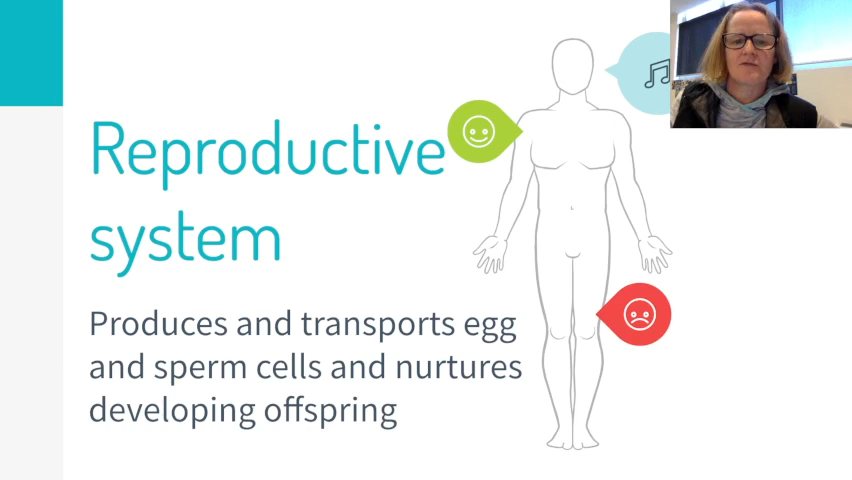 Reproductive
system
Produces and transports egg
and sperm cells and nurtures
developing offspring